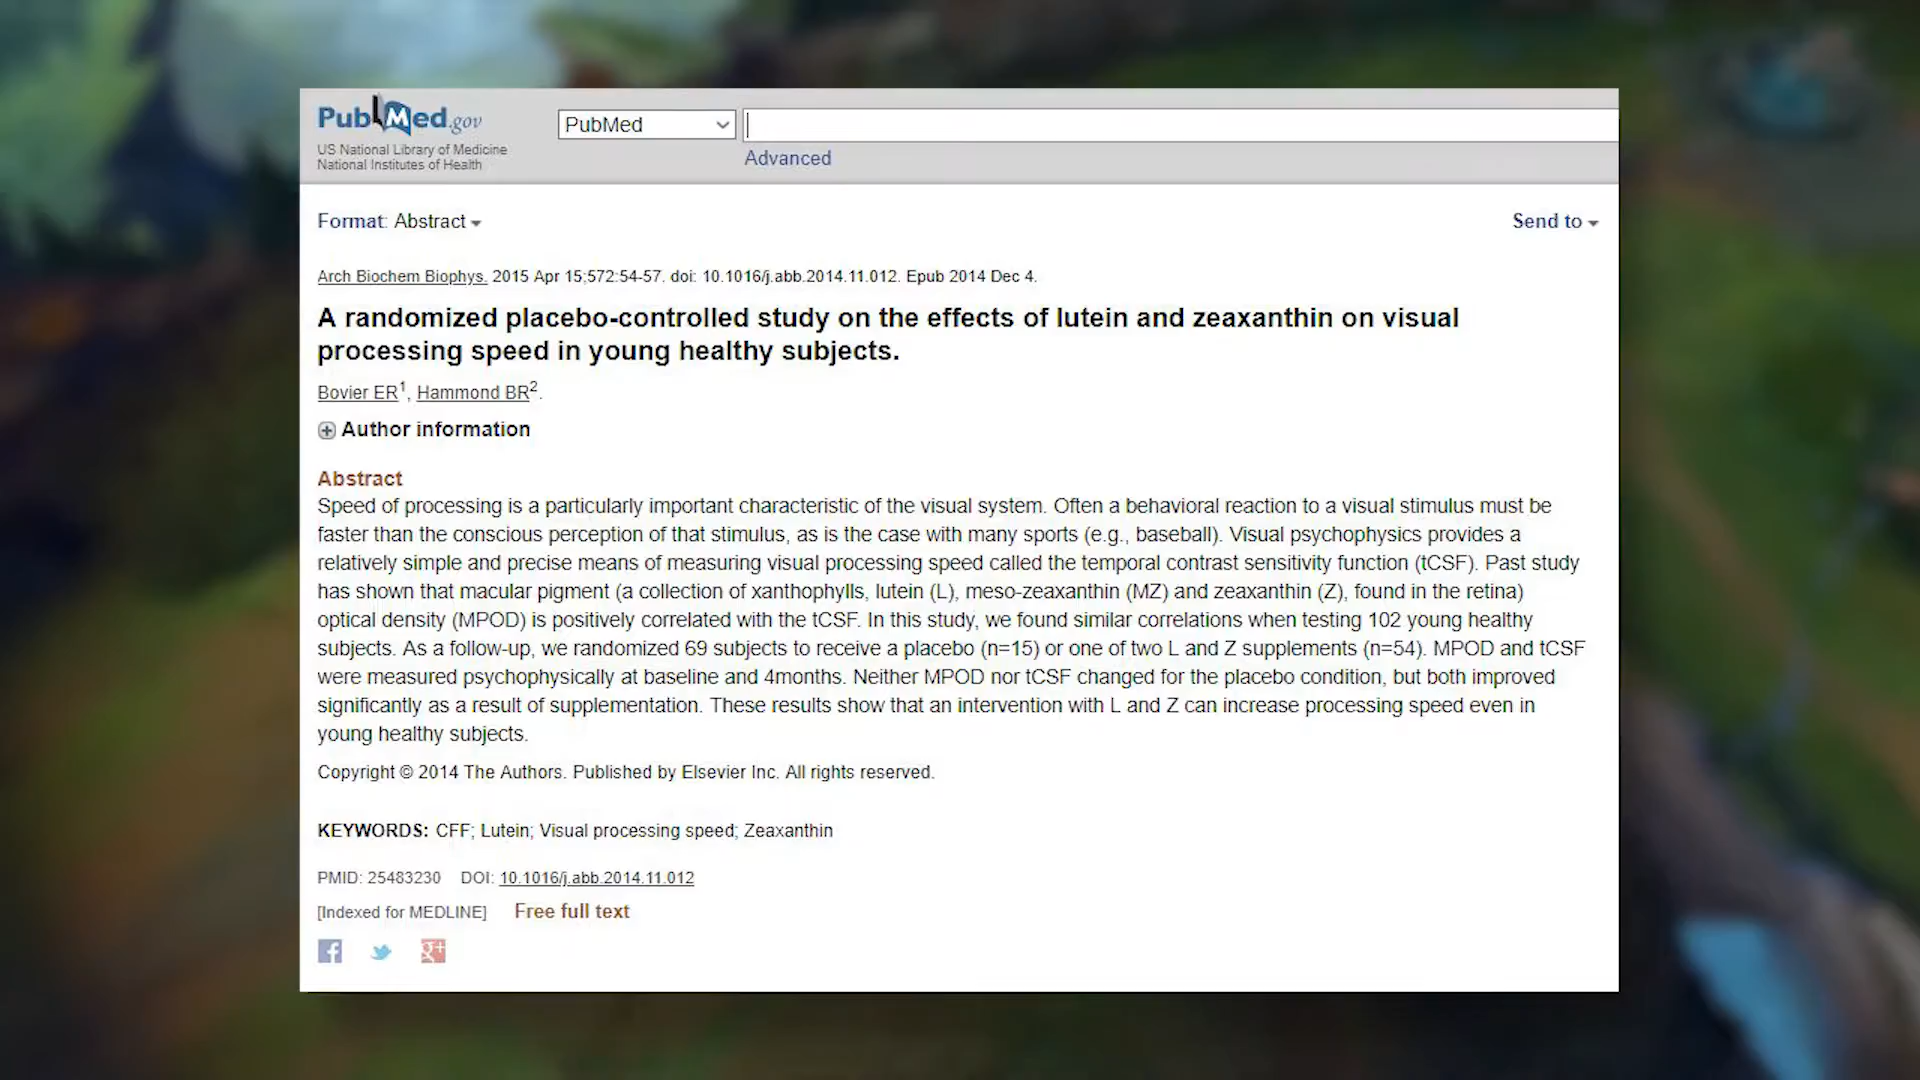 PubMed.gov
US National Library of Medicine
National Institutes of Health
PubMed
Advanced
Format: Abstract
Send to
Arch Biochem Biophys. 2015 Apr 15;572:54-57. doi: 10.1016/j.abb.2014.11.012. Epub 2014 Dec 4.
A randomized placebo-controlled study on the effects of lutein and zeaxanthin on visual
processing speed in young healthy subjects.
Bovier ER1, Hammond BR2.
Author information
Abstract
Speed of processing is a particularly important characteristic of the visual system. Often a behavioral reaction to a visual stimulus must be
faster than the conscious perception of that stimulus, as is the case with many sports (e.g., baseball). Visual psychophysics provides a
relatively simple and precise means of measuring visual processing speed called the temporal contrast sensitivity function (tCSF). Past study
has shown that macular pigment (a collection of xanthophylls, lutein (L), meso-zeaxanthin (MZ) and zeaxanthin (Z), found in the retina)
optical density (MPOD) is positively correlated with the tCSF. In this study, we found similar correlations when testing 102 young healthy
subjects. As a follow-up, we randomized 69 subjects to receive a placebo (n=15) or one of two L and Z supplements (n=54). MPOD and tCSF
were measured psychophysically at baseline and 4months. Neither MPOD nor tCSF changed for the placebo condition, but both improved
significantly as a result of supplementation. These results show that an intervention with L and Z can increase processing speed even in
young healthy subjects.
Copyright © 2014 The Authors. Published by Elsevier Inc. All rights reserved.
KEYWORDS: CFF; Lutein; Visual processing speed; Zeaxanthin
PMID: 25483230 DOI: 10.1016/j.abb.2014.11.012
[Indexed for MEDLINE] Free full text
f g+